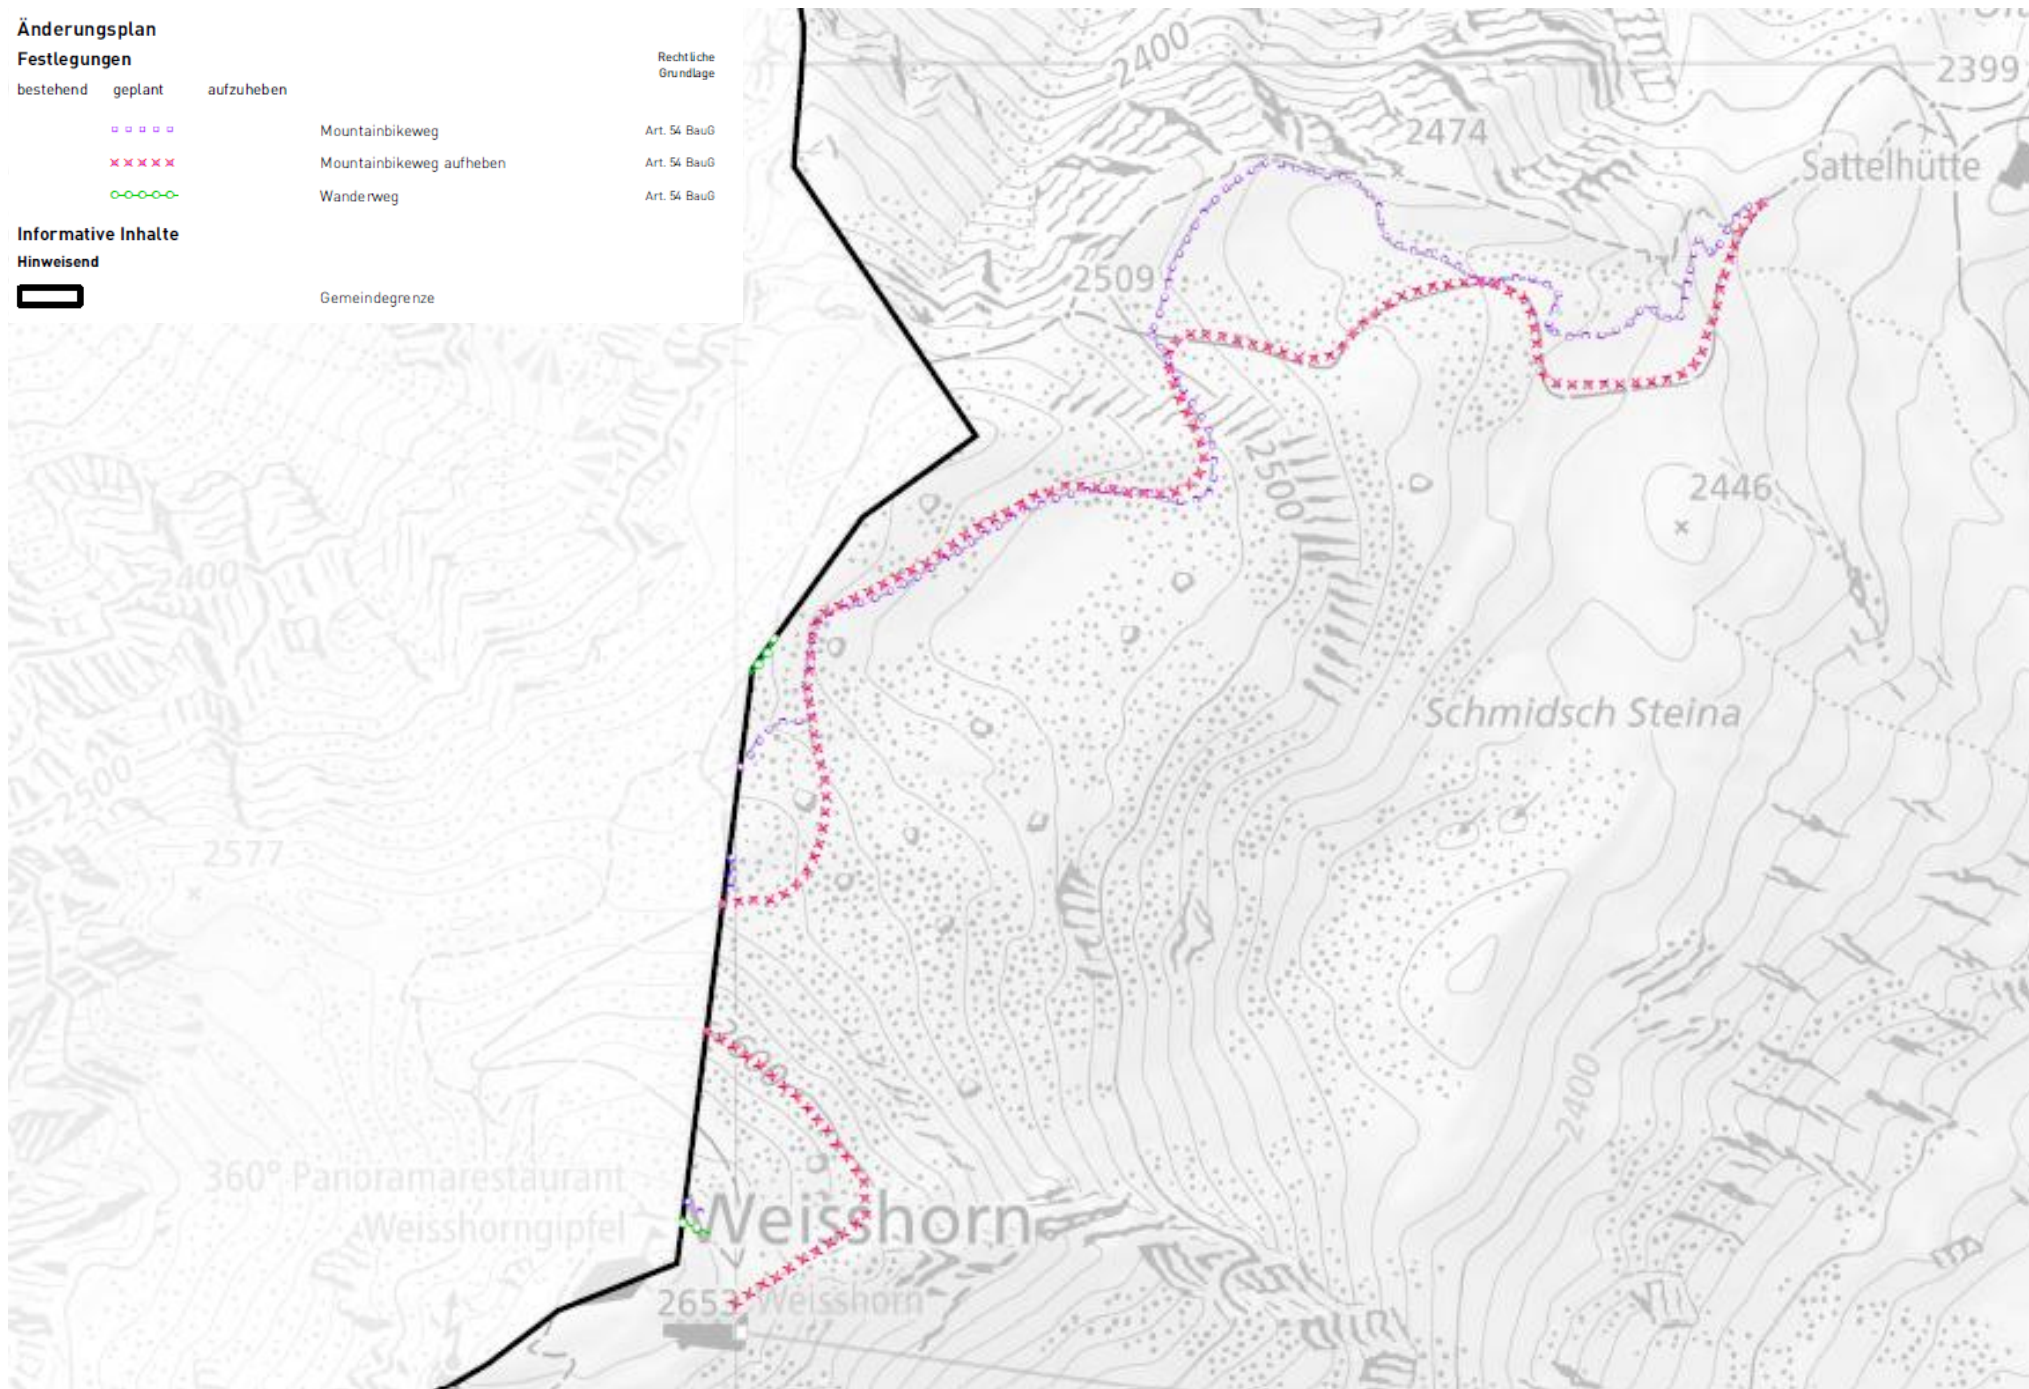 Änderungsplan
Festlegungen
Rechtliche
Grundlage
bestehend geplant aufzuheben
Mountainbikeweg Art. 54 BauG
Mountainbikeweg aufheben Art. 54 BauG
Wanderweg Art. 54 BauG
Informative Inhalte
Hinweisend
Gemeindegrenze
2400
2399
2474
Sattelhütte
2509
2500
2446
400
Schmidsch Steina
2500
2577
2600
2400
360° Panoramarestaurant
Weisshorngipfel
Weisshorn
2653 Weisshorn